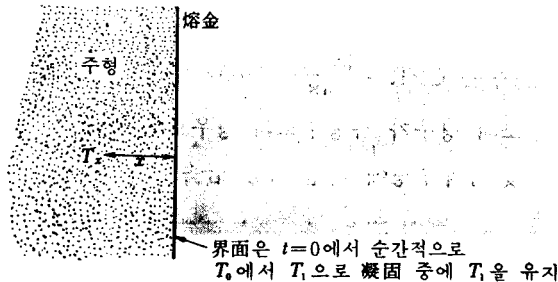 熔金
주형
Tₓ x
界面은 t=0에서 순간적으로
T₀에서 T₁으로 凝固 중에 T₁을 유지